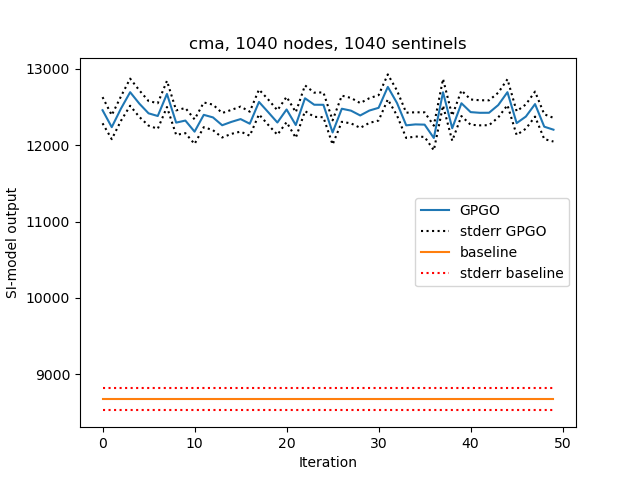 cma, 1040 nodes, 1040 sentinels
13000
12000
11000
10000
9000
SI-model output
GPGO
stderr GPGO
baseline
stderr baseline
0
10
20
30
40
50
Iteration